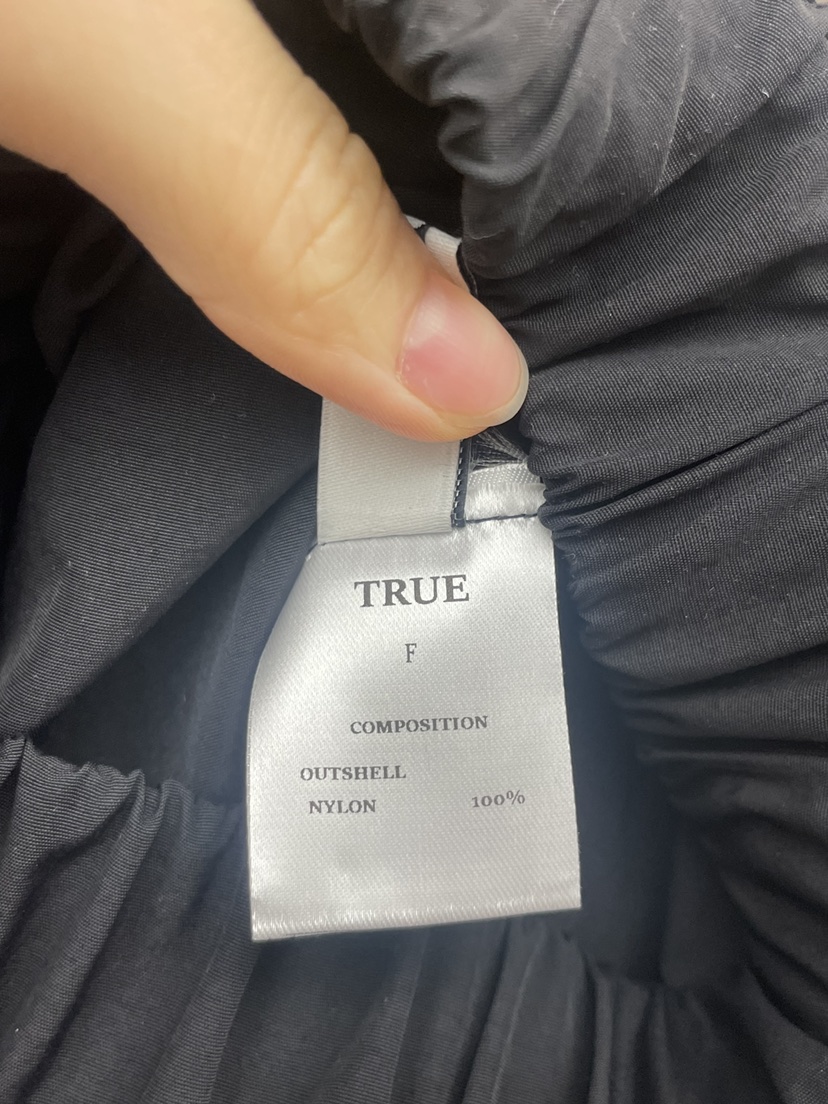 TRUE
F
COMPOSITION
OUTSHELL
NYLON 100%